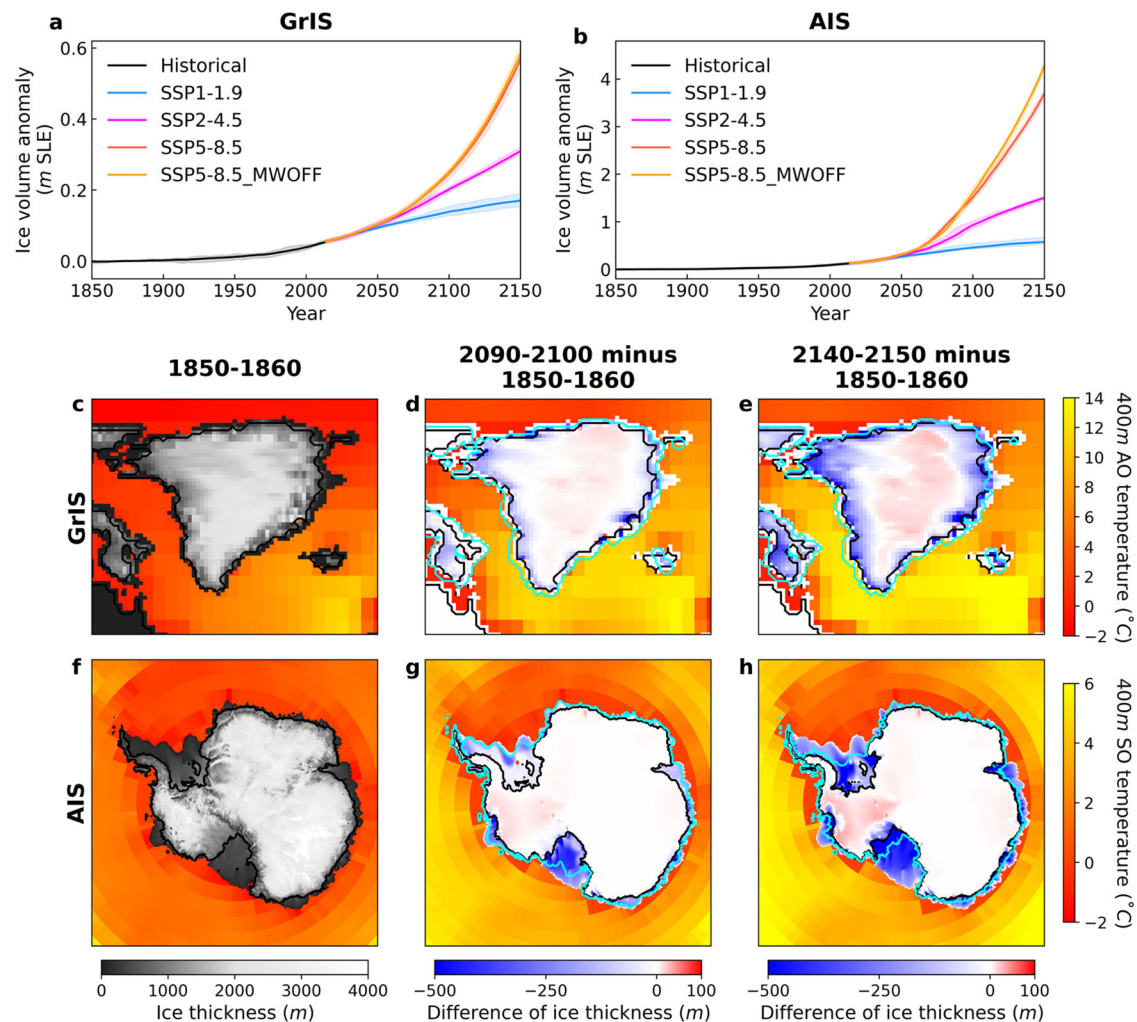 a
GrIS
b
AIS
Ice volume anomaly
(m SLE)
0.6
0.4
0.2
0.0
Historical
SSP1-1.9
SSP2-4.5
SSP5-8.5
SSP5-8.5_MWOFF
1850 1900 1950 2000 2050 2100 2150
Year
Ice volume anomaly
(m SLE)
4
3
2
1
0
Historical
SSP1-1.9
SSP2-4.5
SSP5-8.5
SSP5-8.5_MWOFF
1850 1900 1950 2000 2050 2100 2150
Year
1850-1860
2090-2100 minus
1850-1860
2140-2150 minus
1850-1860
GrIS
c
d
e
14
12
10
8
6
4
2
0
−2
400m AO temperature (°C)
AIS
f
g
h
6
4
2
0
−2
400m SO temperature (°C)
0 1000 2000 3000 4000
Ice thickness (m)
−500 −250 0 100
Difference of ice thickness (m)
−500 −250 0 100
Difference of ice thickness (m)